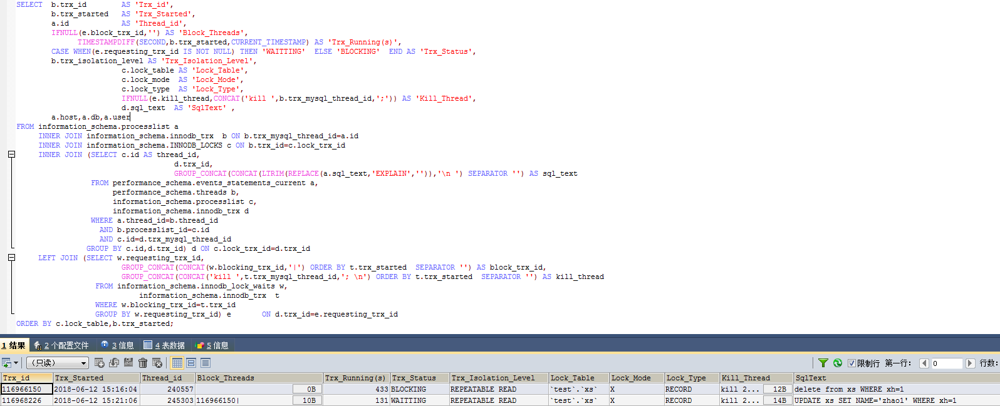 SELECT  b.trx_id        AS 'Trx_id',
        b.trx_started   AS 'Trx_Started',
        a.id            AS 'Thread_id',
        IFNULL(e.block_trx_id,'') AS 'Block_Threads',
              TIMESTAMPDIFF(SECOND,b.trx_started,CURRENT_TIMESTAMP) AS 'Trx_Running(s)',
        CASE WHEN(e.requesting_trx_id IS NOT NULL) THEN 'WAITTING'  ELSE 'BLOCKING'  END AS 'Trx_Status',
        b.trx_isolation_level AS 'Trx_Isolation_Level',
                        c.lock_table AS 'Lock_Table',
                        c.lock_mode  AS 'Lock_Mode',
                        c.lock_type  AS 'Lock_Type',
                        IFNULL(e.kill_thread,CONCAT('kill ',b.trx_mysql_thread_id,';')) AS 'Kill_Thread',
                        d.sql_text  AS 'SqlText' ,
        a.host,a.db,a.user
FROM information_schema.processlist a
     INNER JOIN information_schema.innodb_trx  b ON b.trx_mysql_thread_id=a.id
     INNER JOIN information_schema.INNODB_LOCKS c ON b.trx_id=c.lock_trx_id
     INNER JOIN (SELECT c.id AS thread_id,
                                    d.trx_id,
                                    GROUP_CONCAT(CONCAT(LTRIM(REPLACE(a.sql_text,'EXPLAIN','')),'\n ') SEPARATOR '') AS sql_text
                 FROM performance_schema.events_statements_current a,
                      performance_schema.threads b,
                      information_schema.processlist c,
                      information_schema.innodb_trx d
                 WHERE a.thread_id=b.thread_id
                   AND b.processlist_id=c.id
                   AND c.id=d.trx_mysql_thread_id
                GROUP BY c.id,d.trx_id) d ON c.lock_trx_id=d.trx_id
     LEFT JOIN (SELECT w.requesting_trx_id,
                        GROUP_CONCAT(CONCAT(w.blocking_trx_id,'|') ORDER BY t.trx_started  SEPARATOR '') AS block_trx_id,
                        GROUP_CONCAT(CONCAT('kill ',t.trx_mysql_thread_id,'; \n') ORDER BY t.trx_started  SEPARATOR '') AS kill_thread
                  FROM information_schema.innodb_lock_waits w,
                            information_schema.innodb_trx  t
                  WHERE w.blocking_trx_id=t.trx_id
                  GROUP BY w.requesting_trx_id) e       ON d.trx_id=e.requesting_trx_id
ORDER BY c.lock_table,b.trx_started;
1 结果 2 个配置文件 3 信息 4 表数据 5 信息
（只读） 限制行 第一行: 0 行数:
Trx_id Trx_Started Thread_id Block_Threads Trx_Running(s) Trx_Status Trx_Isolation_Level Lock_Table Lock_Mode Lock_Type Kill_Thread SqlText
116966150 2018-06-12 15:16:04 240557 0B 433 BLOCKING REPEATABLE READ `test`.`xs` X RECORD kill 2... 12B delete from xs WHERE xh=1
116968226 2018-06-12 15:21:06 245303 116966150| 10B 131 WAITTING REPEATABLE READ `test`.`xs` X RECORD kill 2... 14B UPDATE xs SET NAME='zhao1' WHERE xh=1